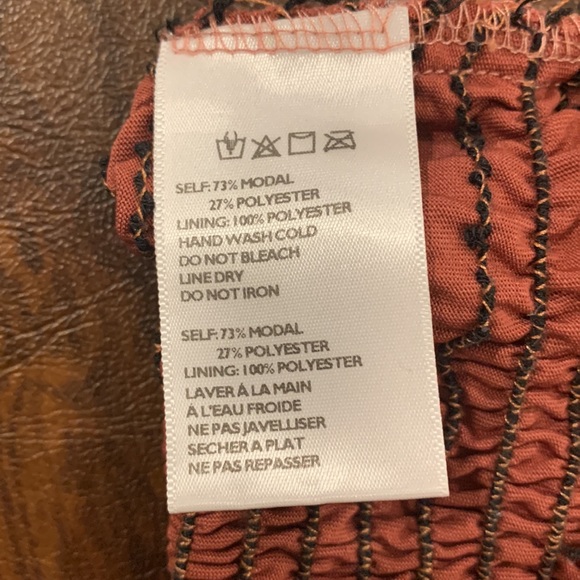 SELF: 73% MODAL
27% POLYESTER
LINING: 100% POLYESTER
HAND WASH COLD
DO NOT BLEACH
LINE DRY
DO NOT IRON
SELF: 73% MODAL
27% POLYESTER
LINING: 100% POLYESTER
LAVER À LA MAIN
À L'EAU FROIDE
NE PAS JAVELLISER
SECHER A PLAT
NE PAS REPASSER